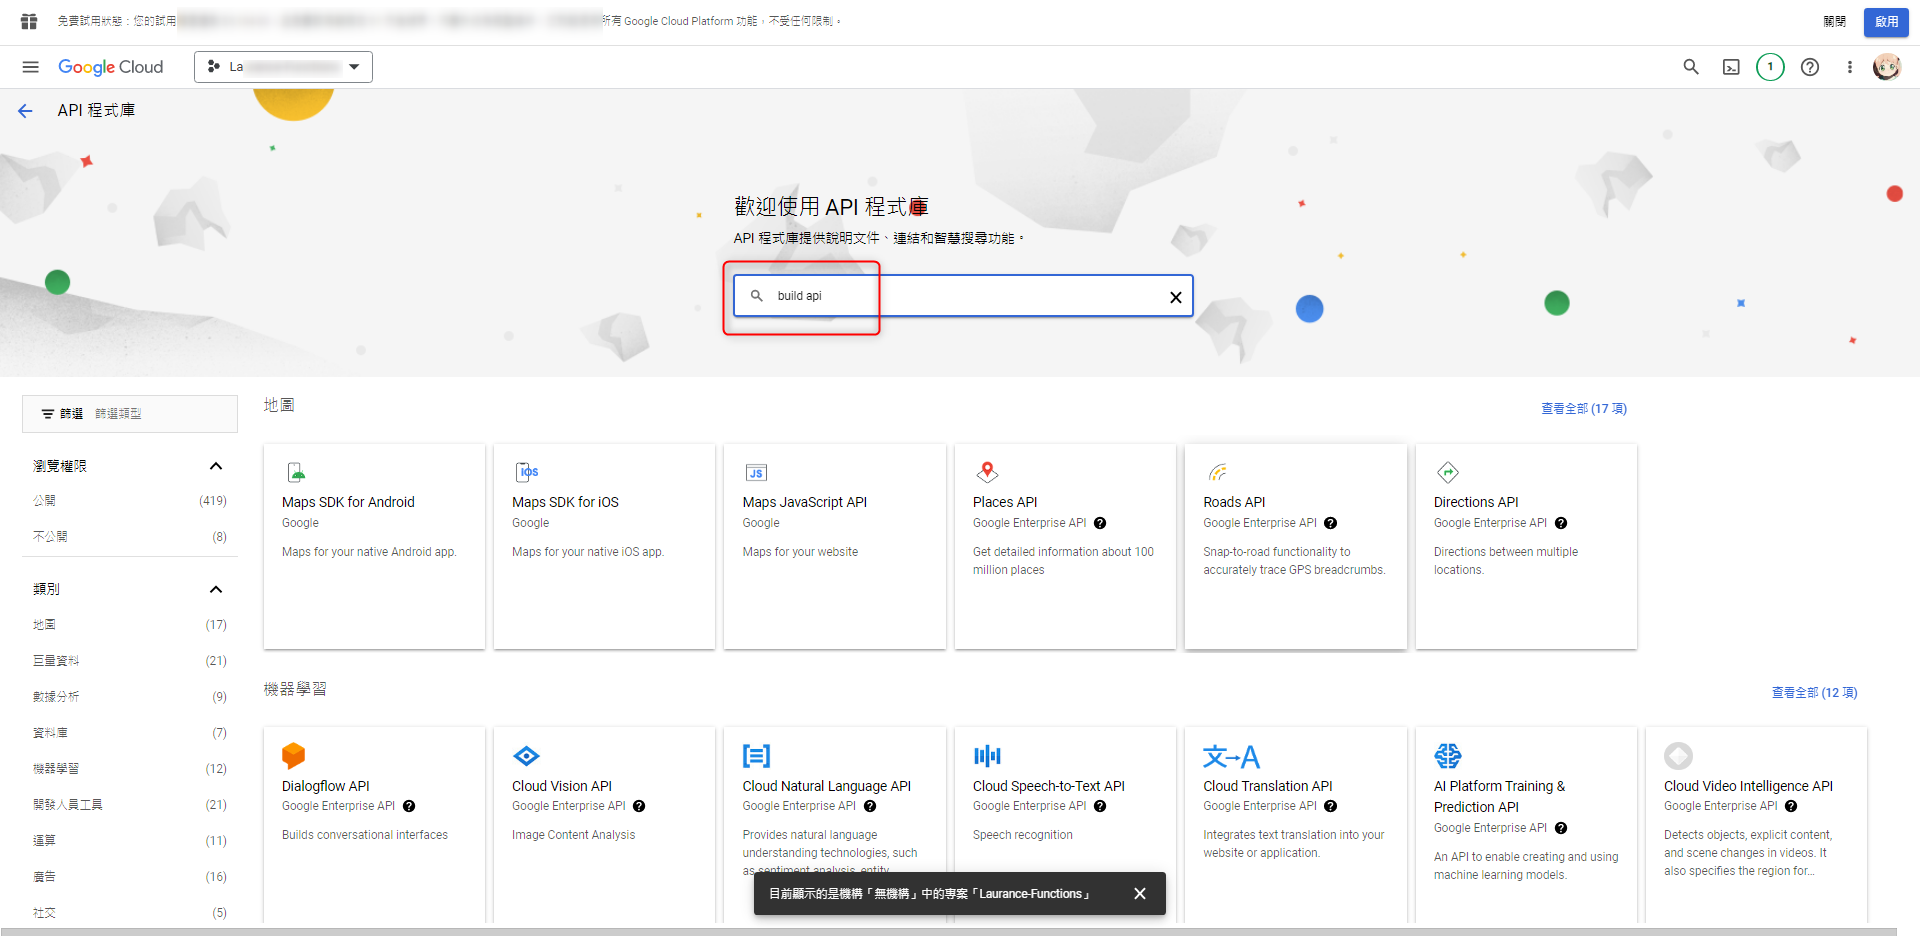 免費試用狀態：您的試用
所有 Google Cloud Platform 功能，不受任何限制。
關閉
啟用
Google Cloud
La
1
API 程式庫
歡迎使用 API 程式庫
API 程式庫提供說明文件、連結和智慧搜尋功能。
build api
篩選 篩選類型
瀏覽權限
公開 (419)
不公開 (8)
類別
地圖 (17)
巨量資料 (21)
數據分析 (9)
資料庫 (7)
機器學習 (12)
開發人員工具 (21)
運算 (11)
廣告 (16)
社交 (5)
地圖
查看全部 (17 項)
Maps SDK for Android
Google
Maps for your native Android app.
iOS
Maps SDK for iOS
Google
Maps for your native iOS app.
JS
Maps JavaScript API
Google
Maps for your website
Places API
Google Enterprise API
Get detailed information about 100
million places
Roads API
Google Enterprise API
Snap-to-road functionality to
accurately trace GPS breadcrumbs.
Directions API
Google Enterprise API
Directions between multiple
locations.
機器學習
查看全部 (12 項)
Dialogflow API
Google Enterprise API
Builds conversational interfaces
Cloud Vision API
Google Enterprise API
Image Content Analysis
Cloud Natural Language API
Google Enterprise API
Provides natural language
understanding technologies, such
as sentiment analysis, entity
Cloud Speech-to-Text API
Google Enterprise API
Speech recognition
文→A
Cloud Translation API
Google Enterprise API
Integrates text translation into your
website or application.
AI Platform Training &
Prediction API
Google Enterprise API
An API to enable creating and using
machine learning models.
Cloud Video Intelligence API
Google Enterprise API
Detects objects, explicit content,
and scene changes in videos. It
also specifies the region for...
目前顯示的是機構「無機構」中的專案「Laurance-Functions」